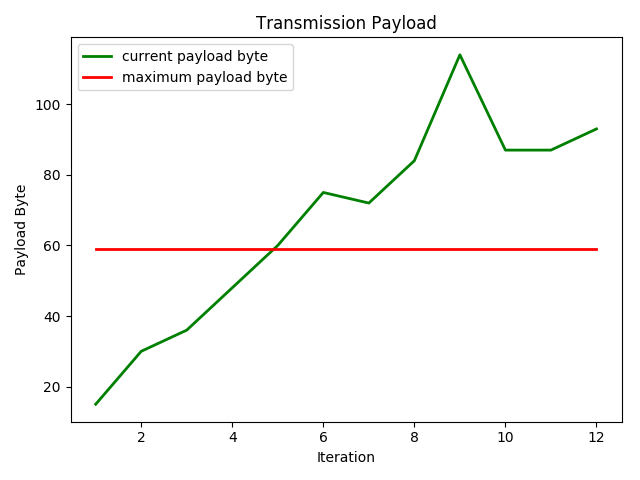 Transmission Payload
current payload byte
maximum payload byte
100
80
60
40
20
Payload Byte
2 4 6 8 10 12
Iteration